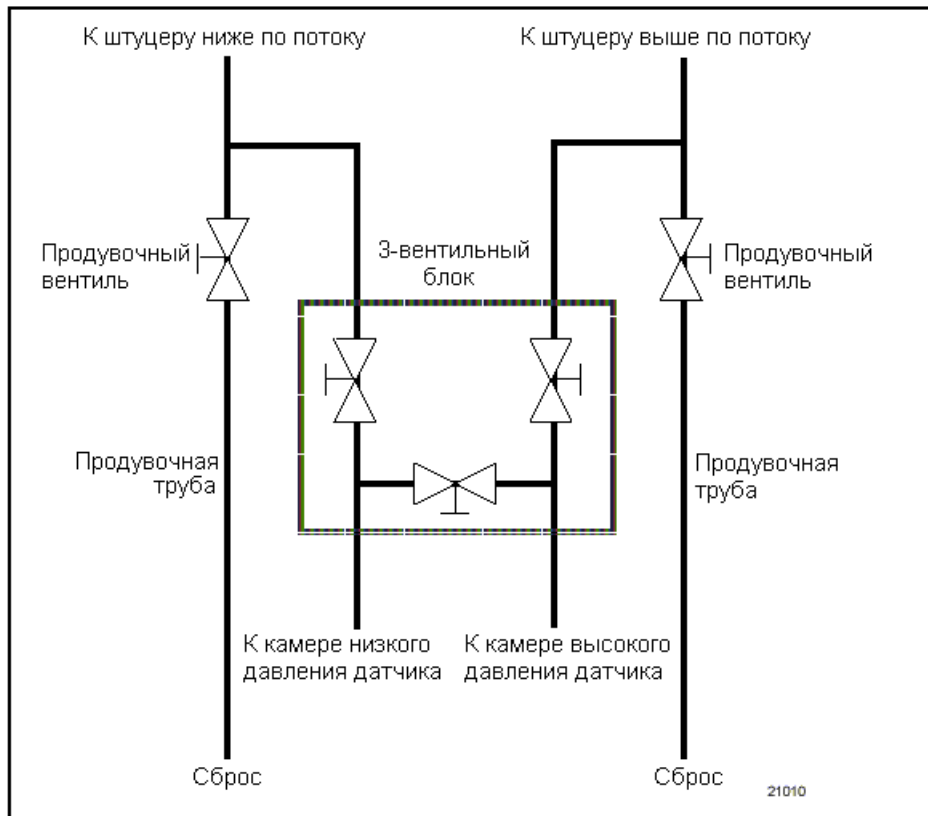 К штуцеру ниже по потоку
К штуцеру выше по потоку
Продувочный
вентиль
3-вентильный
блок
Продувочный
вентиль
Продувочная
труба
Продувочная
труба
К камере низкого
давления датчика
К камере высокого
давления датчика
Сброс
Сброс
21010